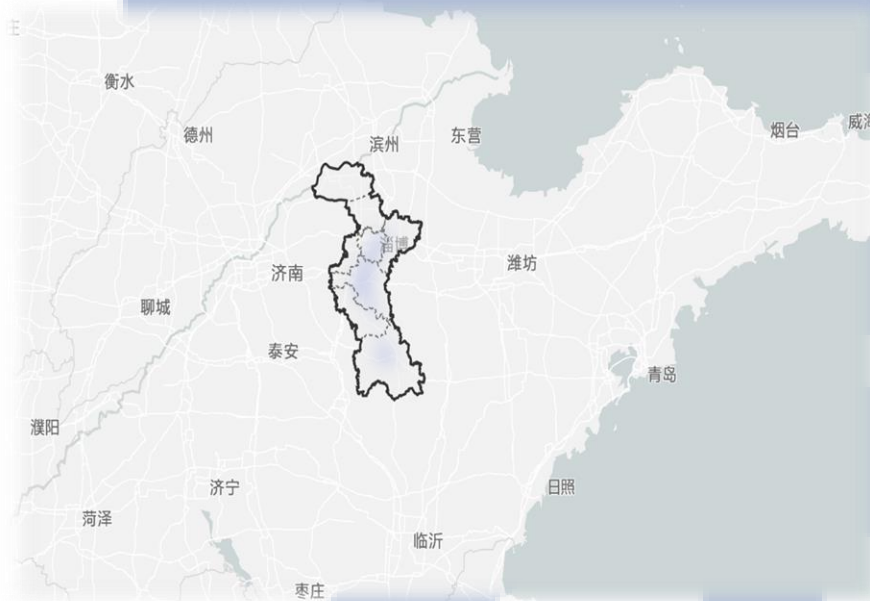 衡水
德州
滨州
东营
烟台
威海
淄博
济南
潍坊
聊城
泰安
青岛
濮阳
济宁
日照
菏泽
临沂
枣庄